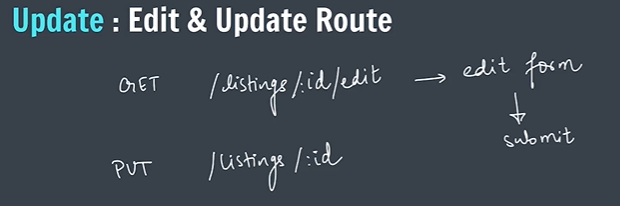 Update : Edit & Update Route
GET /listings/:id/edit → edit form
↓
submit
PUT /listings/:id